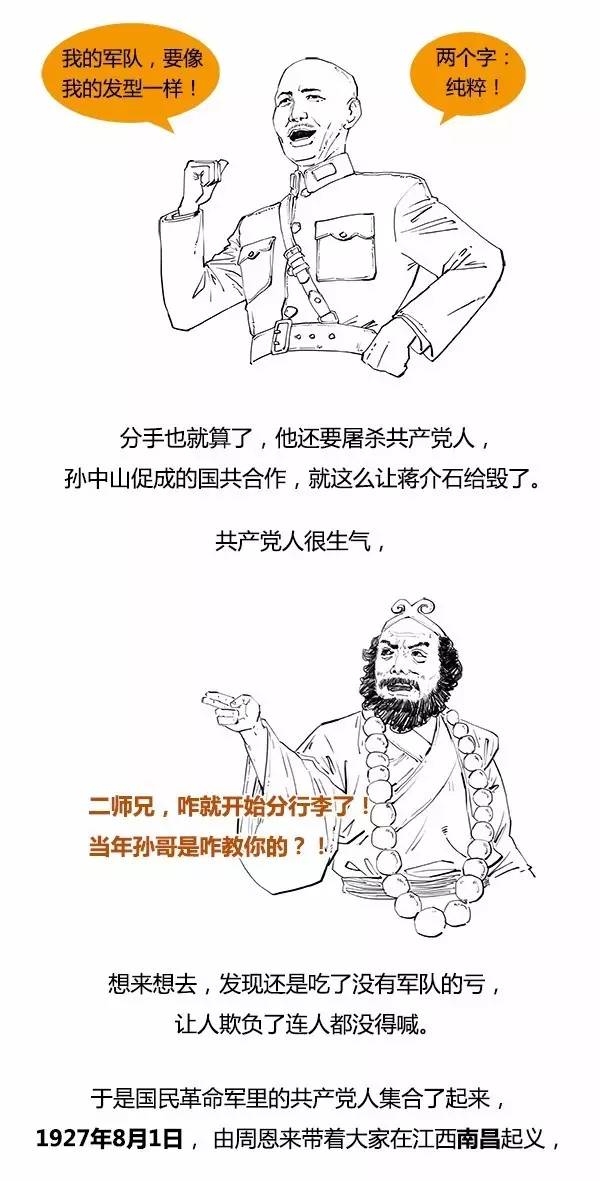 我的军队，要像
我的发型一样！
两个字：
纯粹！
分手也就算了，他还要屠杀共产党人，
孙中山促成的国共合作，就这么让蒋介石给毁了。
共产党人很生气，
二师兄，咋就开始分行李了！
当年孙哥是咋教你的？！
想来想去，发现还是吃了没有军队的亏，
让人欺负了连人都没得喊。
于是国民革命军里的共产党人集合了起来，
1927年8月1日，由周恩来带着大家在江西南昌起义，